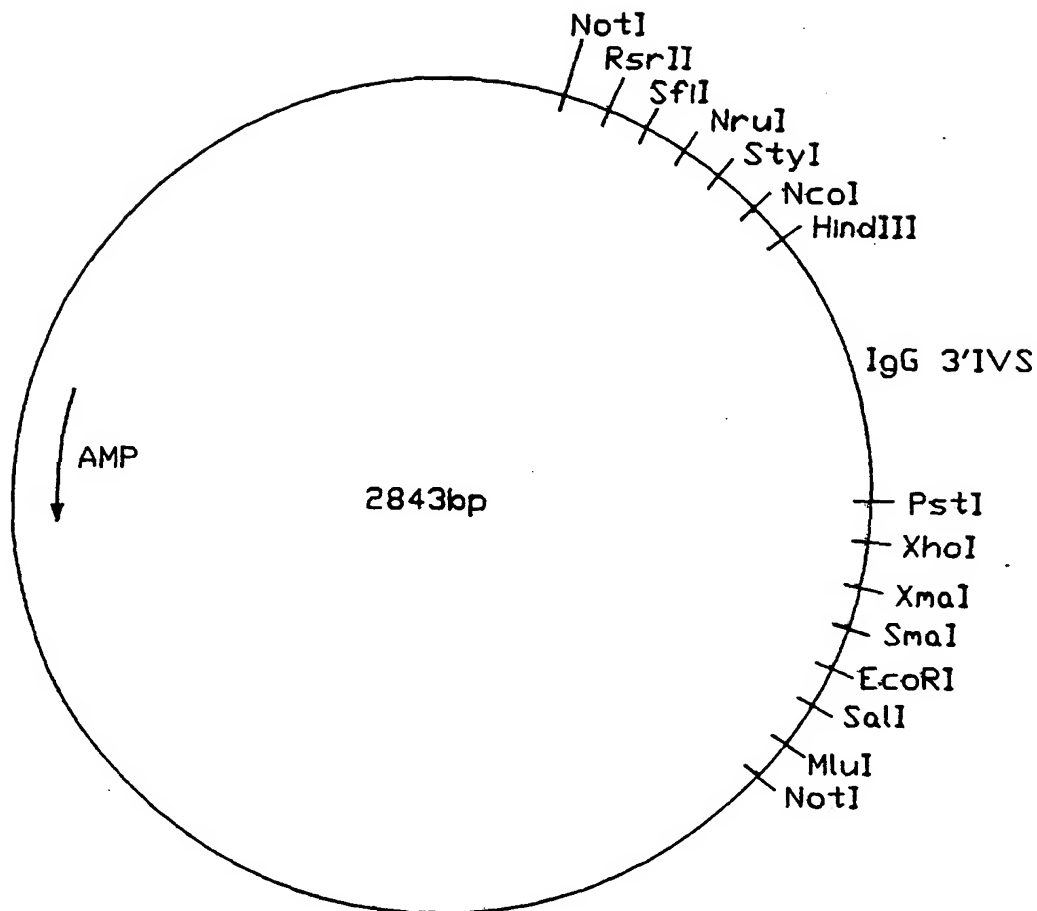 NotI
RsrII
SfiI
NruI
StyI
NcoI
HindIII
IgG 3'IVS
AMP
2843bp
PstI
XhoI
XmaI
SmaI
EcoRI
SalI
MluI
NotI